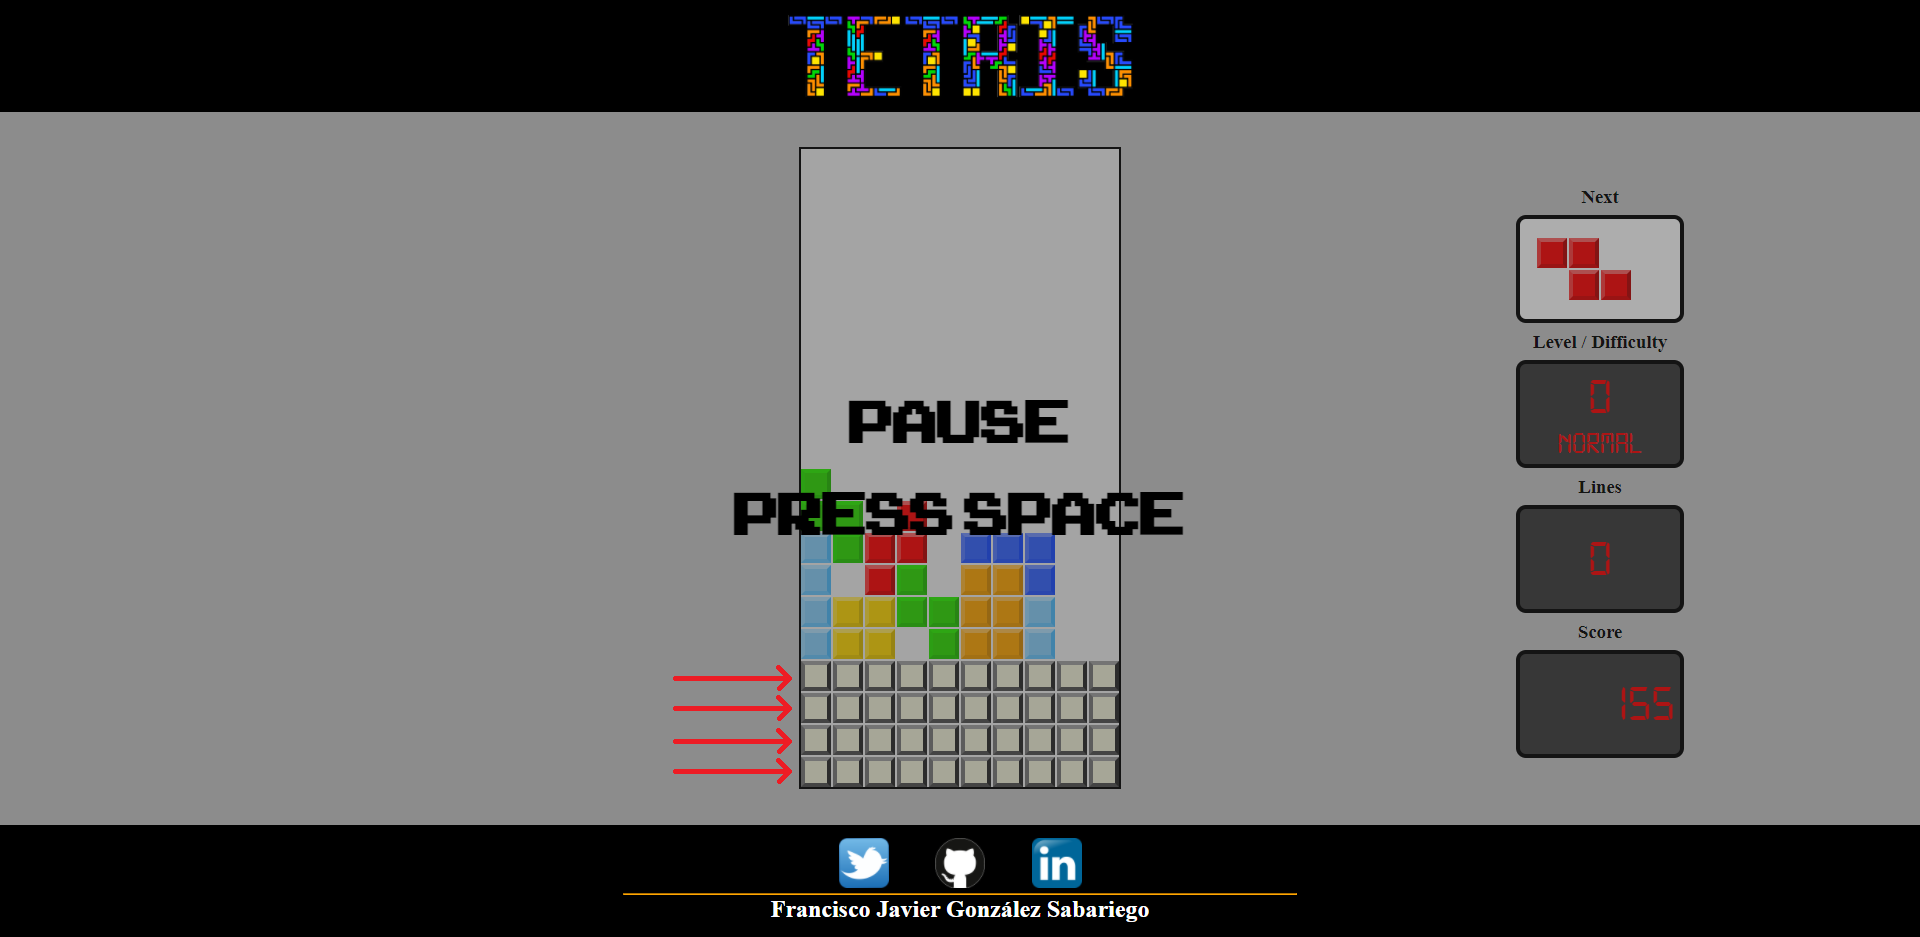 TETRIS
PAUSE
PRESS SPACE
Next
Level / Difficulty
0
NORMAL
Lines
0
Score
155
in
Francisco Javier González Sabariego